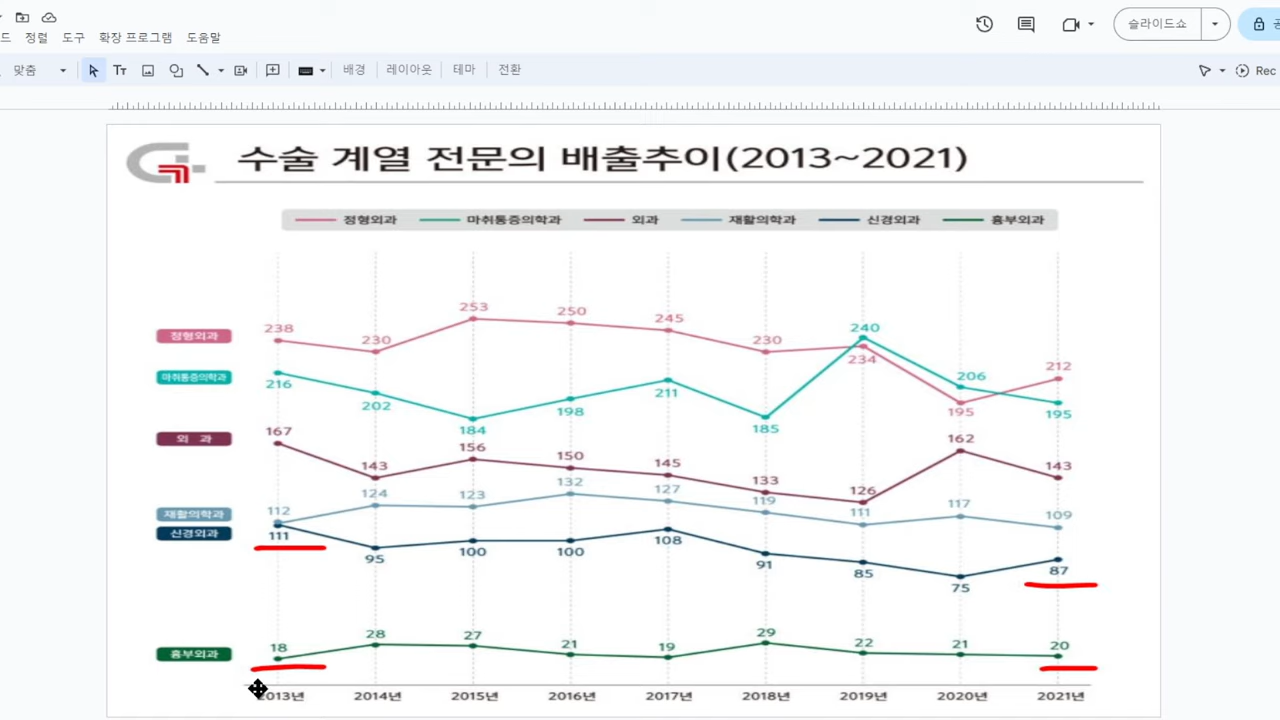 드 정렬 도구 확장 프로그램 도움말
슬라이드쇼
맞춤
배경 레이아웃 테마 전환
Rec
수술 계열 전문의 배출추이(2013~2021)
정형외과 마취통증의학과 외과 재활의학과 신경외과 흉부외과
정형외과
238 230 253 250 245 230 234 195 212
마취통증의학과
216 202 184 198 211 185 240 206 195
외 과
167 143 156 150 145 133 126 162 143
재활의학과
112 124 123 132 127 119 111 117 109
신경외과
111 95 100 100 108 91 85 75 87
흉부외과
18 28 27 21 19 29 22 21 20
2013년 2014년 2015년 2016년 2017년 2018년 2019년 2020년 2021년